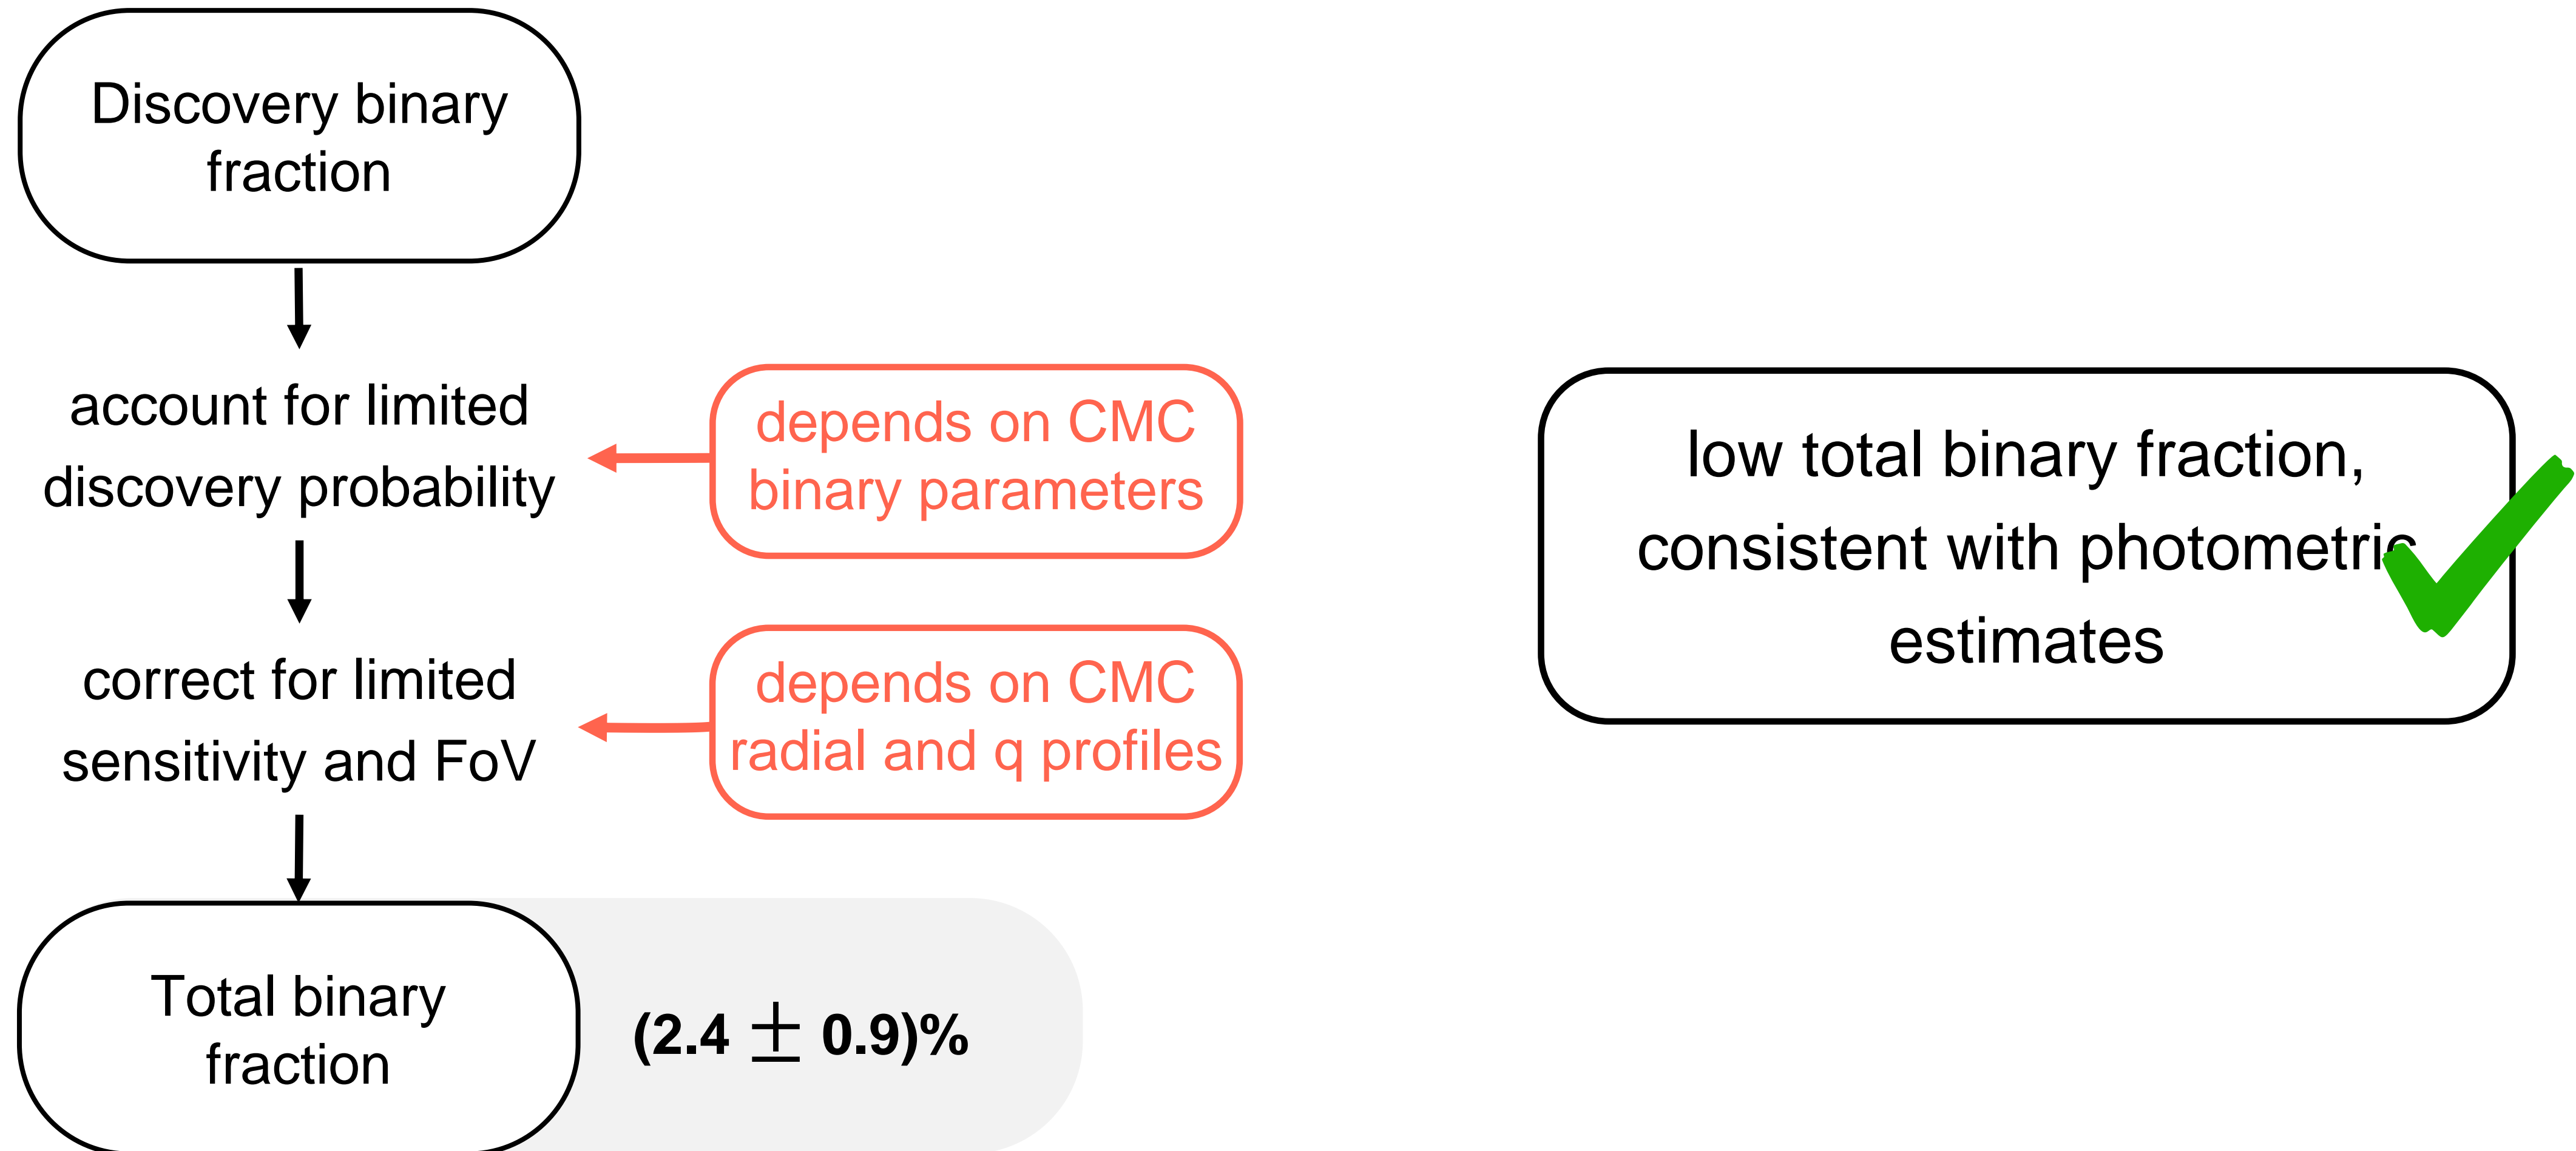 Discovery binary
fraction
account for limited
discovery probability
depends on CMC
binary parameters
correct for limited
sensitivity and FoV
depends on CMC
radial and q profiles
Total binary
fraction
(2.4 ± 0.9)%
low total binary fraction,
consistent with photometric
estimates